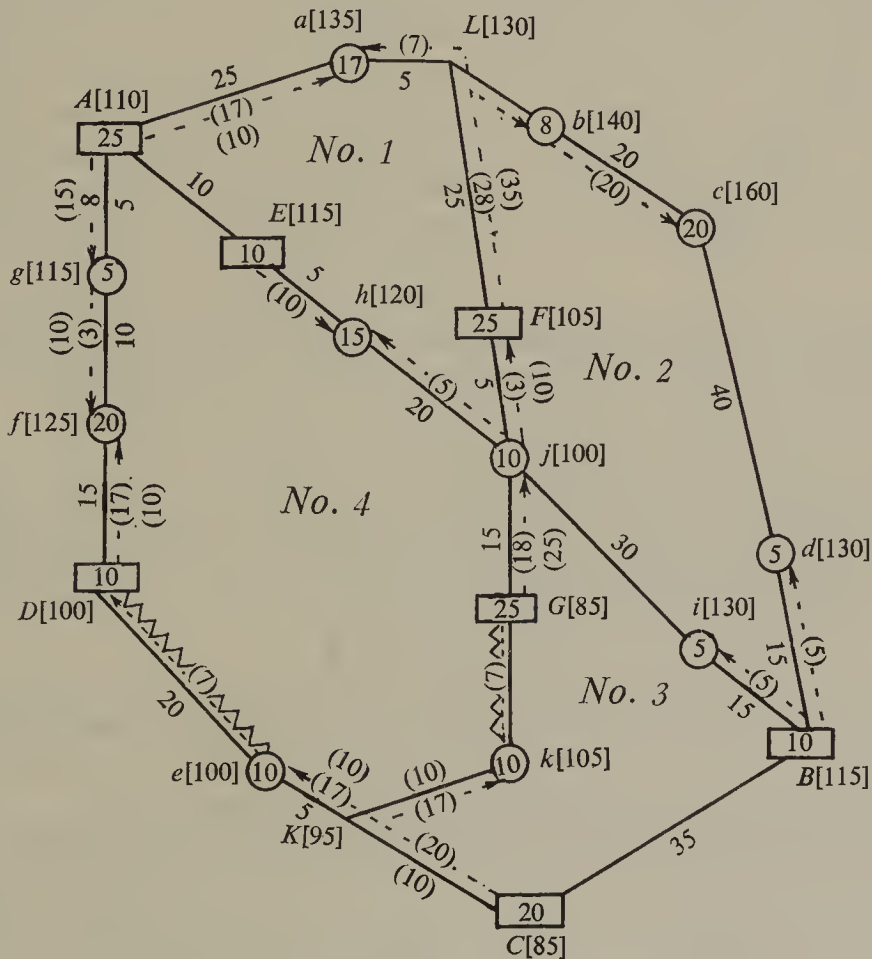 a[135]
L[130]
(7)
17
5
25
A[110]
25
(17)
(10)
8
b[140]
No. 1
20
(20)
c[160]
20
(15)
8
5
10
E[115]
10
5
(10)
25
(28)
(35)
g[115]
5
h[120]
15
25
F[105]
(10)
(3)
10
(5)
20
5
(3)
(10)
No. 2
40
f[125]
20
10
j[100]
15
(17)
(10)
No. 4
15
(18)
(25)
30
d[130]
5
10
D[100]
25
G[85]
i[130]
5
15
(5)
(7)
20
(7)
No. 3
(5)
15
10
B[115]
e[100]
10
(10)
(17)
5
(10)
(17)
10
k[105]
K[95]
(20)
(10)
35
20
C[85]